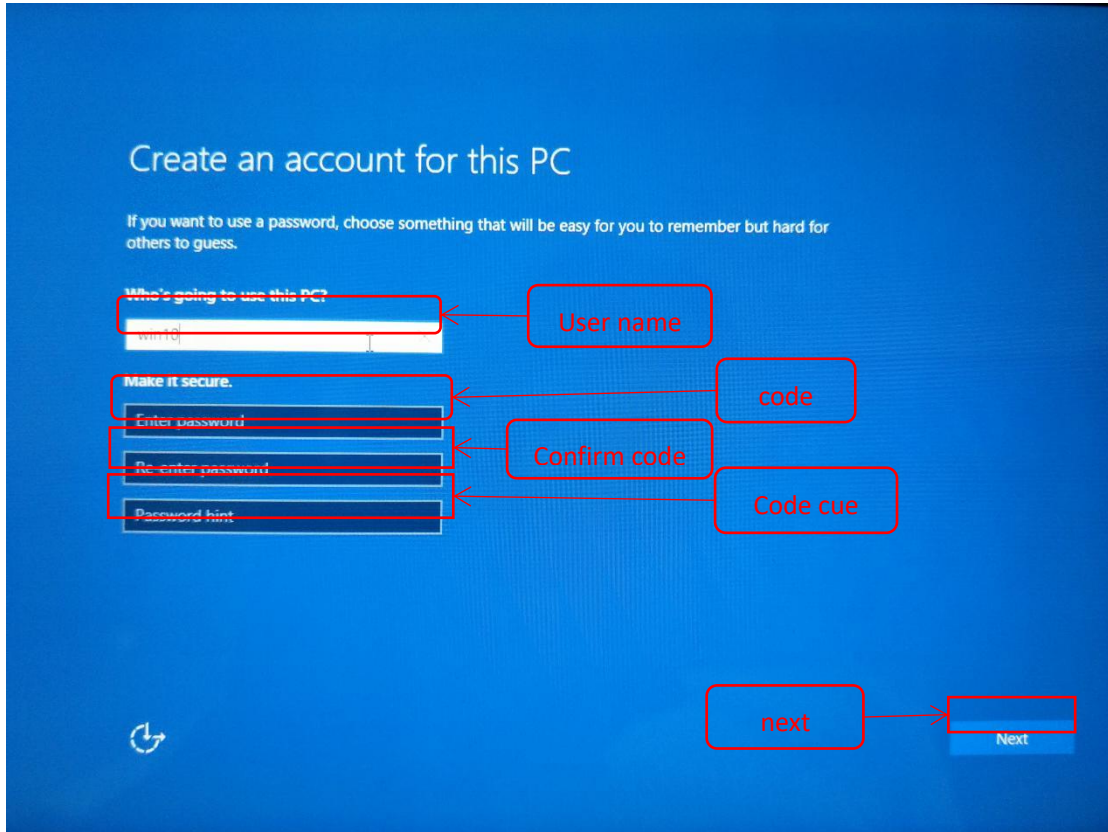 Create an account for this PC
If you want to use a password, choose something that will be easy for you to remember but hard for
others to guess.
Who's going to use this PC?
User name
win10
Make it secure.
code
Enter password
Confirm code
Re-enter password
Code cue
Password hint
next
Next